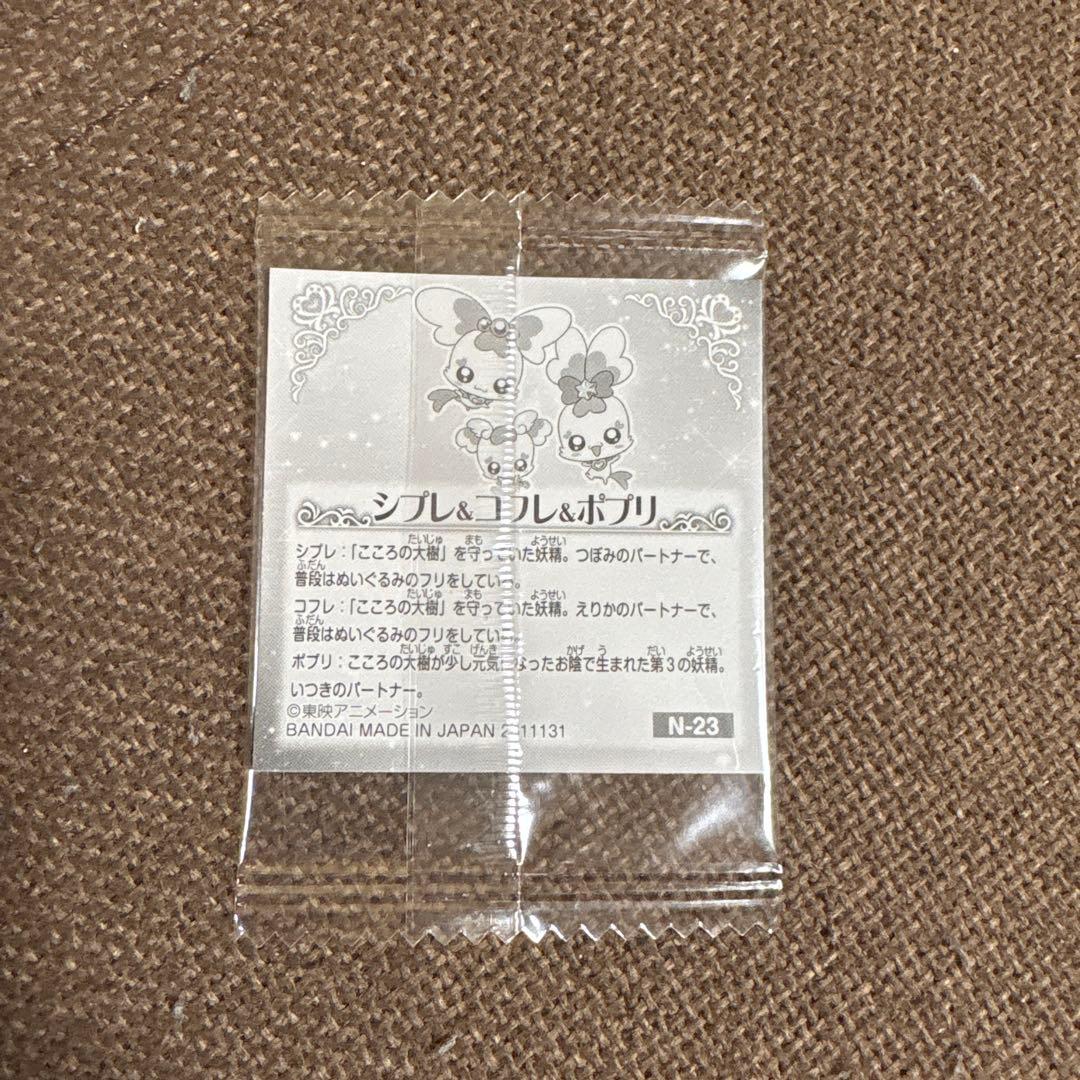 シプレ&コフレ&ポプリ
シプレ：「こころの大樹」を守っていた妖精。つぼみのパートナーで、
普段はぬいぐるみのフリをしている。
コフレ：「こころの大樹」を守っていた妖精。えりかのパートナーで、
普段はぬいぐるみのフリをしている。
ポプリ：こころの大樹が少し元気になったお陰で生まれた第3の妖精。
いつきのパートナー。
©東映アニメーション
BANDAI MADE IN JAPAN
N-23